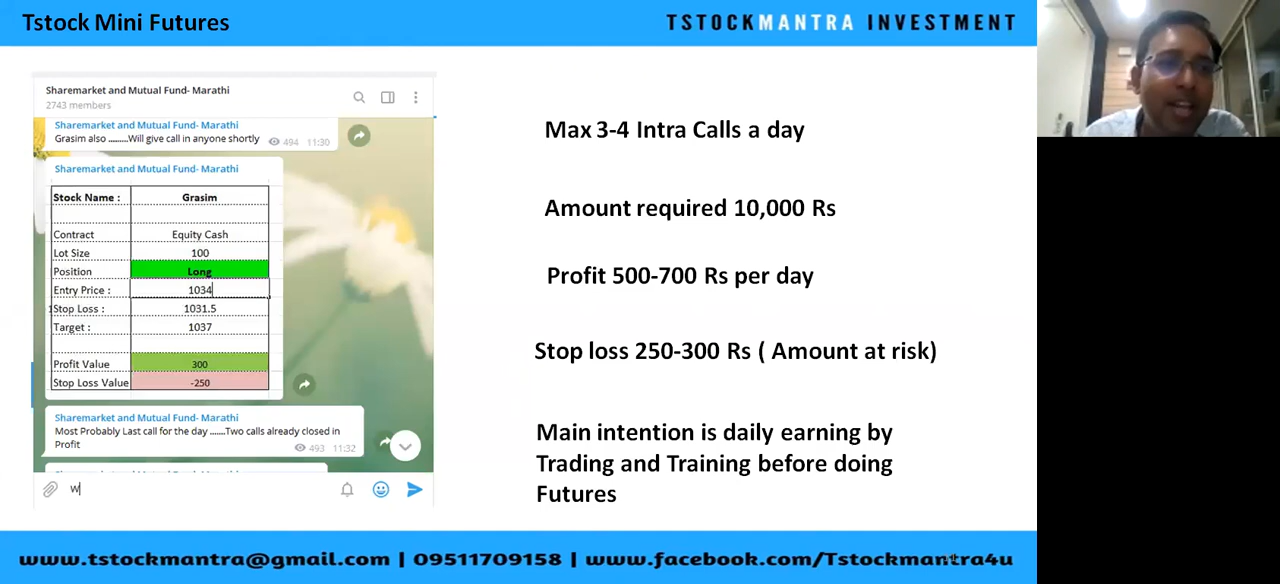 Tstock Mini Futures
TSTOCKMANTRA INVESTMENT
Sharemarket and Mutual Fund- Marathi
2743 members
Sharemarket and Mutual Fund- Marathi
Grasim also .........Will give call in anyone shortly 494 11:30
Sharemarket and Mutual Fund- Marathi
Stock Name : Grasim
Contract Equity Cash
Lot Size 100
Position Long
Entry Price : 1034
Stop Loss : 1031.5
Target : 1037
Profit Value 300
Stop Loss Value -250
Sharemarket and Mutual Fund- Marathi
Most Probably Last call for the day ......Two calls already closed in
Profit 493 11:32
w
Max 3-4 Intra Calls a day
Amount required 10,000 Rs
Profit 500-700 Rs per day
Stop loss 250-300 Rs ( Amount at risk)
Main intention is daily earning by
Trading and Training before doing
Futures
www.tstockmantra@gmail.com | 09511709158 | www.facebook.com/Tstockmantra4u